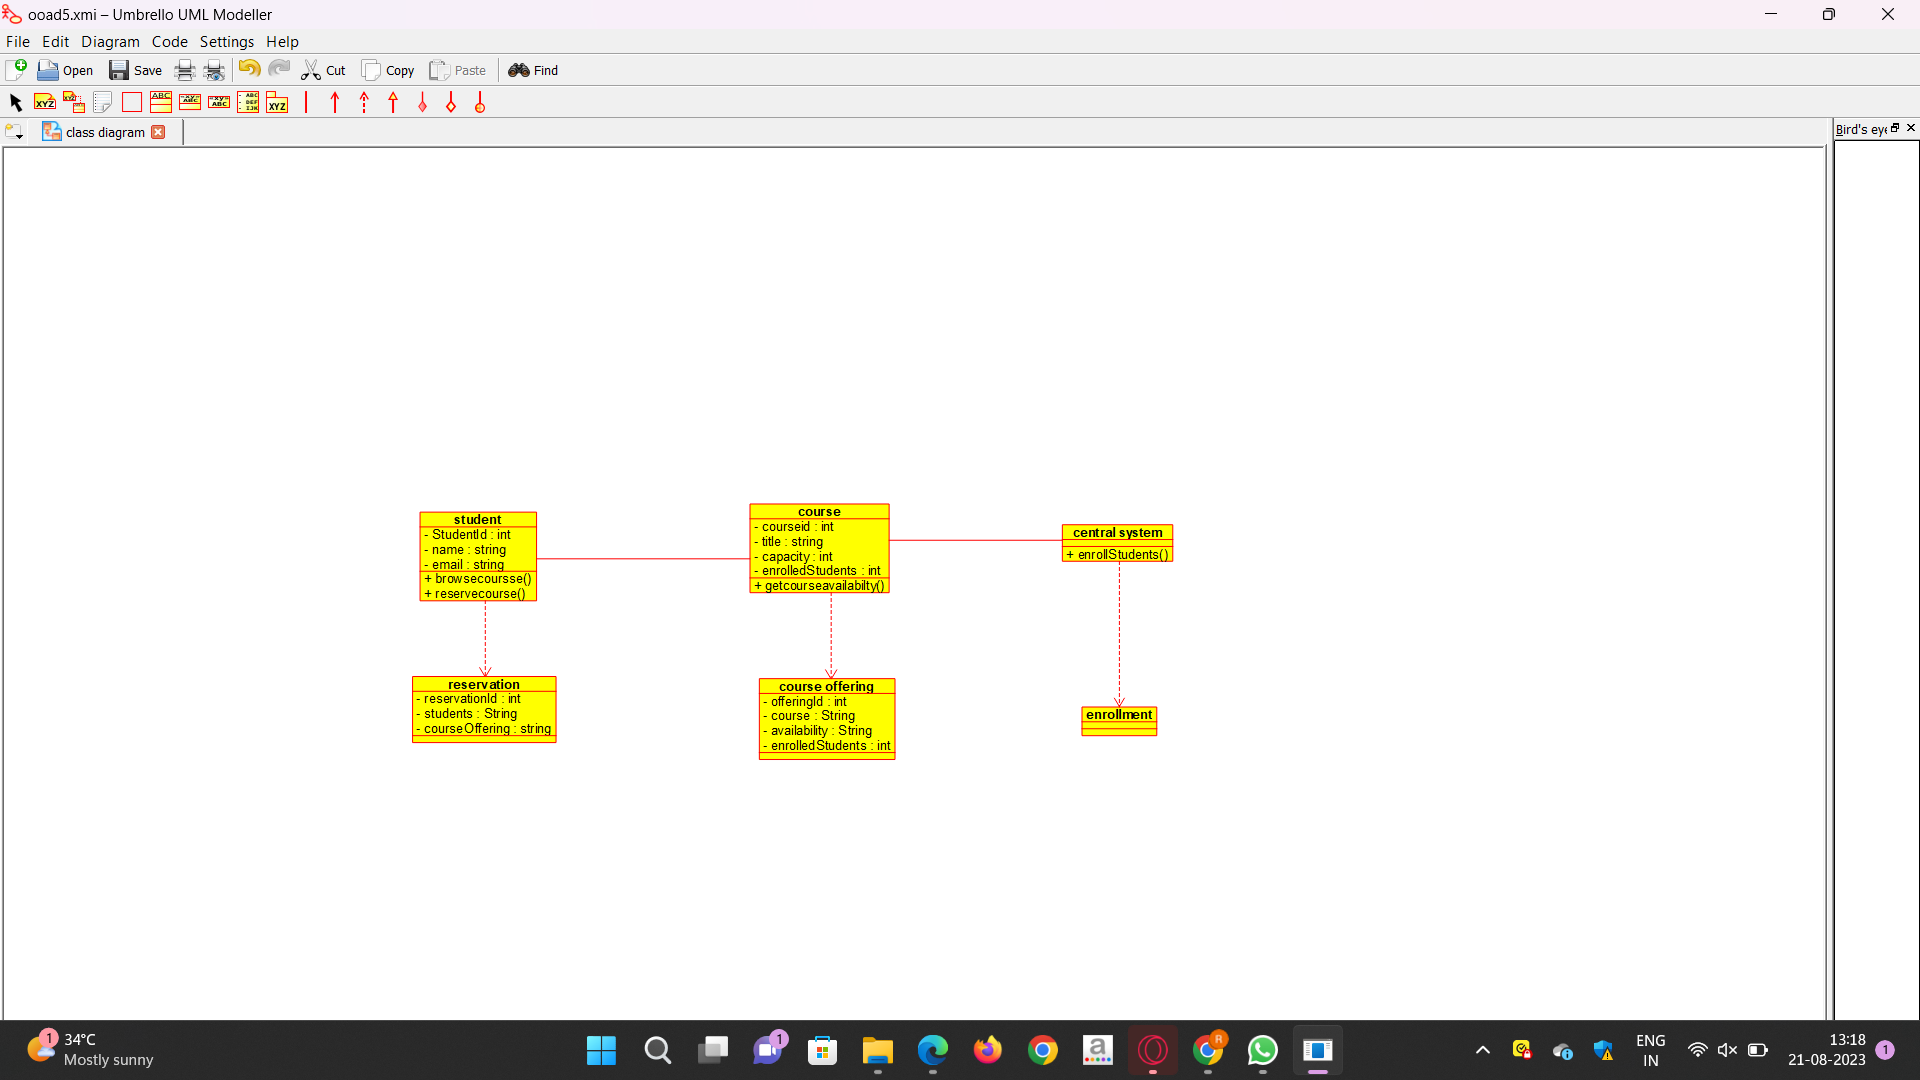 ooad5.xmi – Umbrello UML Modeller
File Edit Diagram Code Settings Help
Open Save Cut Copy Paste Find
class diagram
Bird's eye
student
- StudentId : int
- name : string
- email : string
+ browsecoursse()
+ reservecourse()
course
- courseid : int
- title : string
- capacity : int
- enrolledStudents : int
+ getcourseavailabilty()
central system
+ enrollStudents()
reservation
- reservationId : int
- students : String
- courseOffering : string
course offering
- offeringId : int
- course : String
- availability : String
- enrolledStudents : int
enrollment
1
34°C
Mostly sunny
1
a
R
ENG
IN
13:18
21-08-2023
1